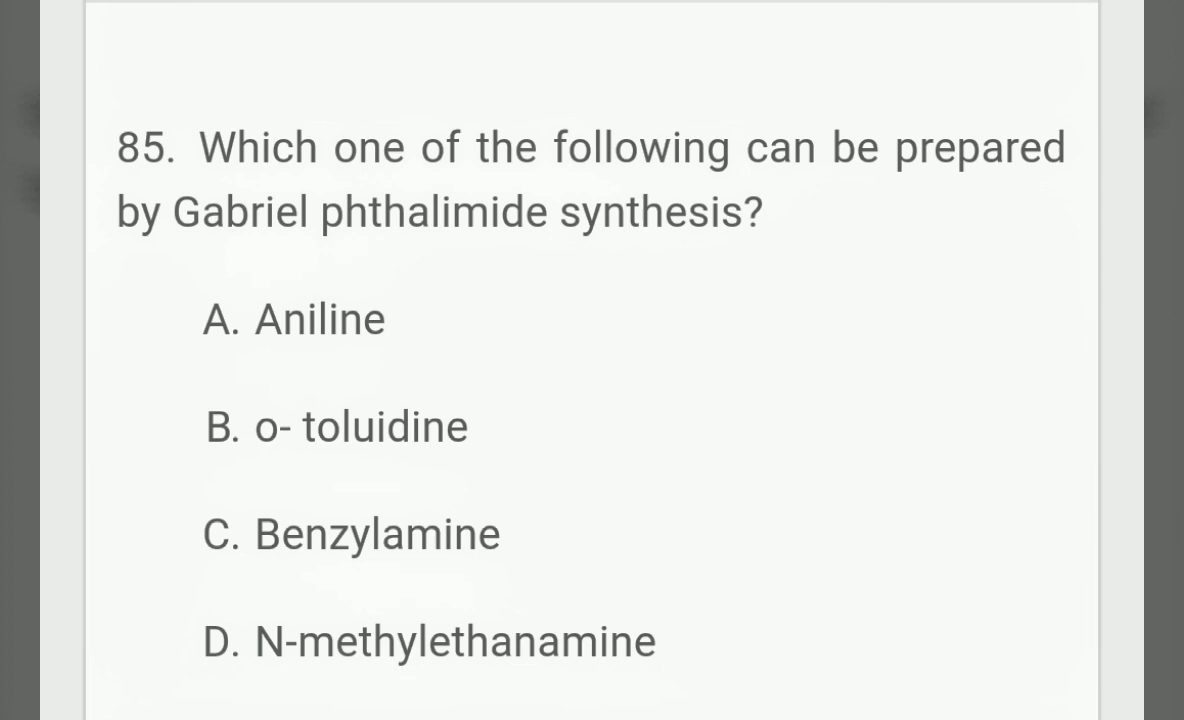 85. Which one of the following can be prepared
by Gabriel phthalimide synthesis?
A. Aniline
B. o- toluidine
C. Benzylamine
D. N-methylethanamine